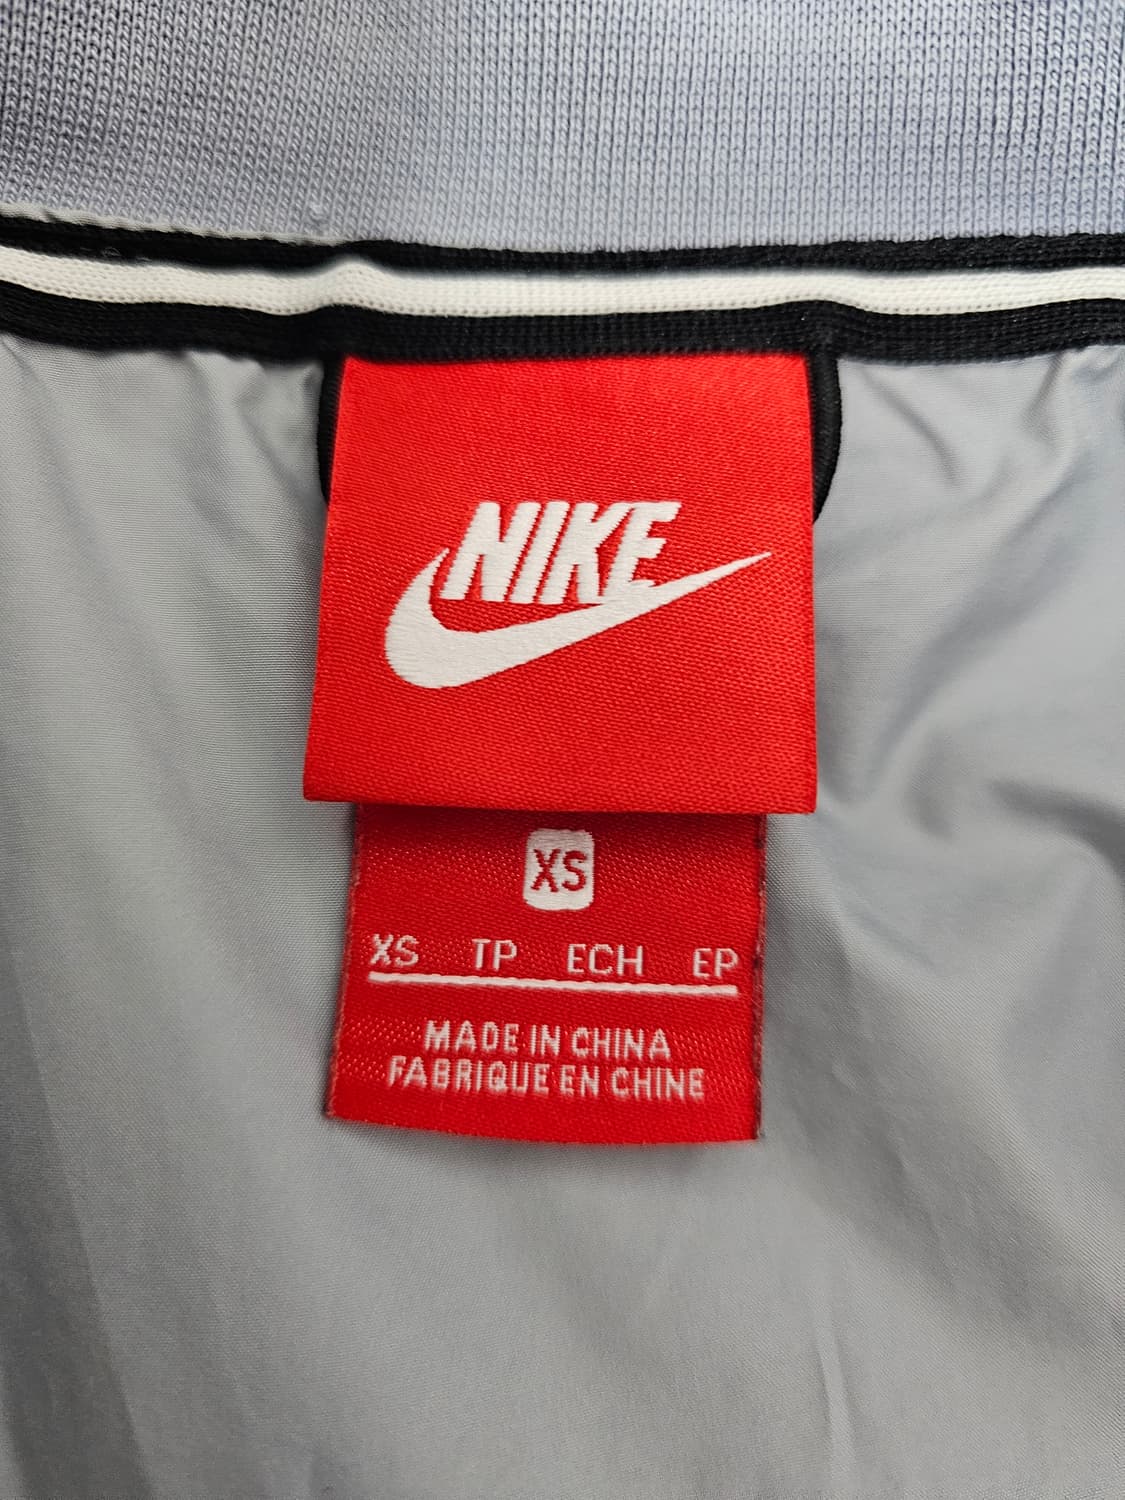 NIKE
XS
XS TP ECH EP
MADE IN CHINA
FABRIQUE EN CHINE